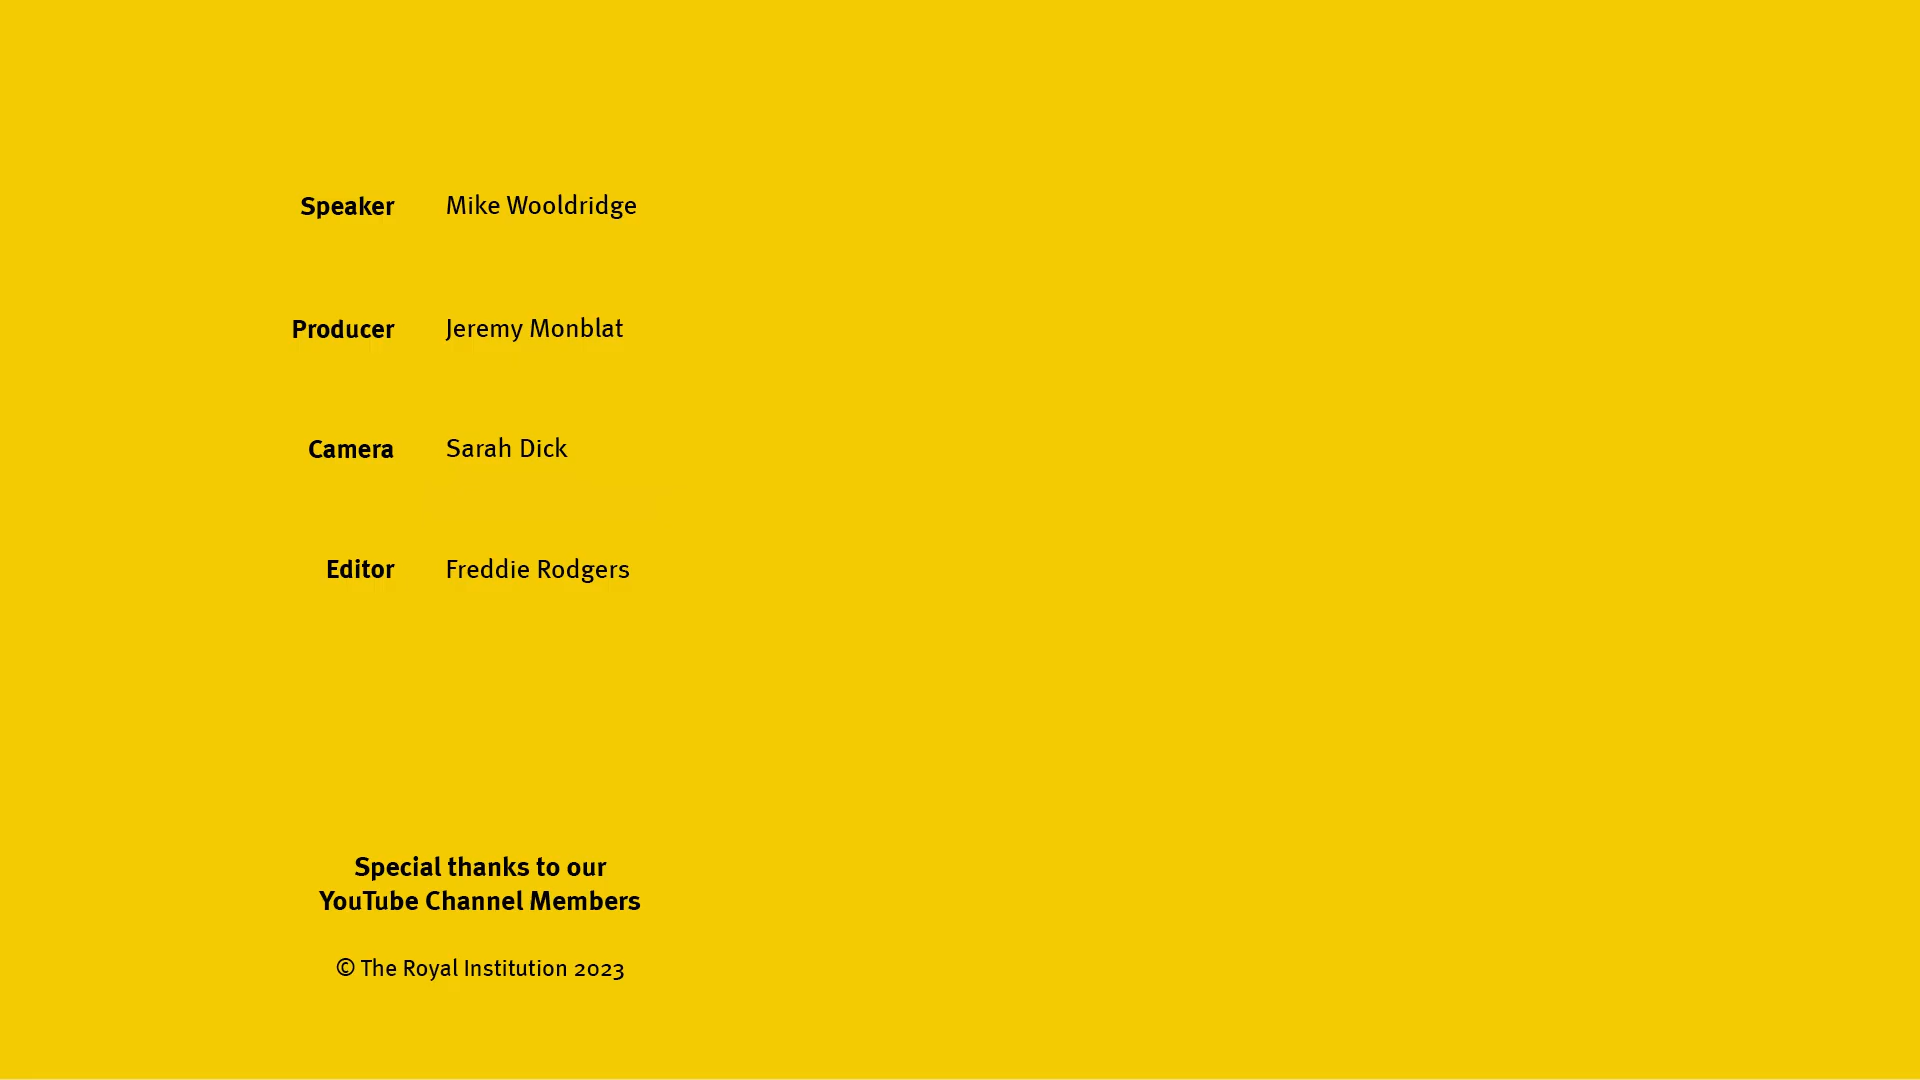 Speaker Mike Wooldridge
Producer Jeremy Monblat
Camera Sarah Dick
Editor Freddie Rodgers
Special thanks to our
YouTube Channel Members
© The Royal Institution 2023